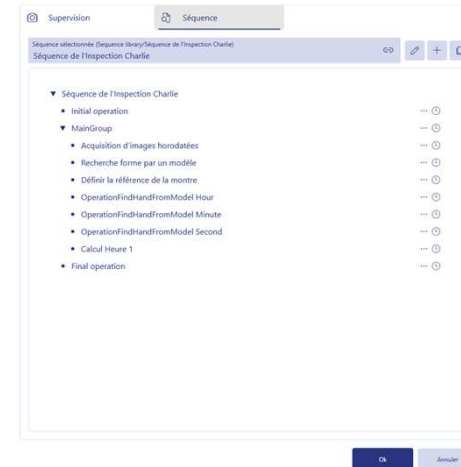 Supervision
Séquence
Séquence sélectionnée (Sequence library/Séquence de l'Inspection Charlie)
Séquence de l'Inspection Charlie
Séquence de l'Inspection Charlie
Initial operation
MainGroup
Acquisition d'images horodatées
Recherche forme par un modèle
Définir la référence de la montre
OperationFindHandFromModel Hour
OperationFindHandFromModel Minute
OperationFindHandFromModel Second
Calcul Heure 1
Final operation
Ok
Annuler